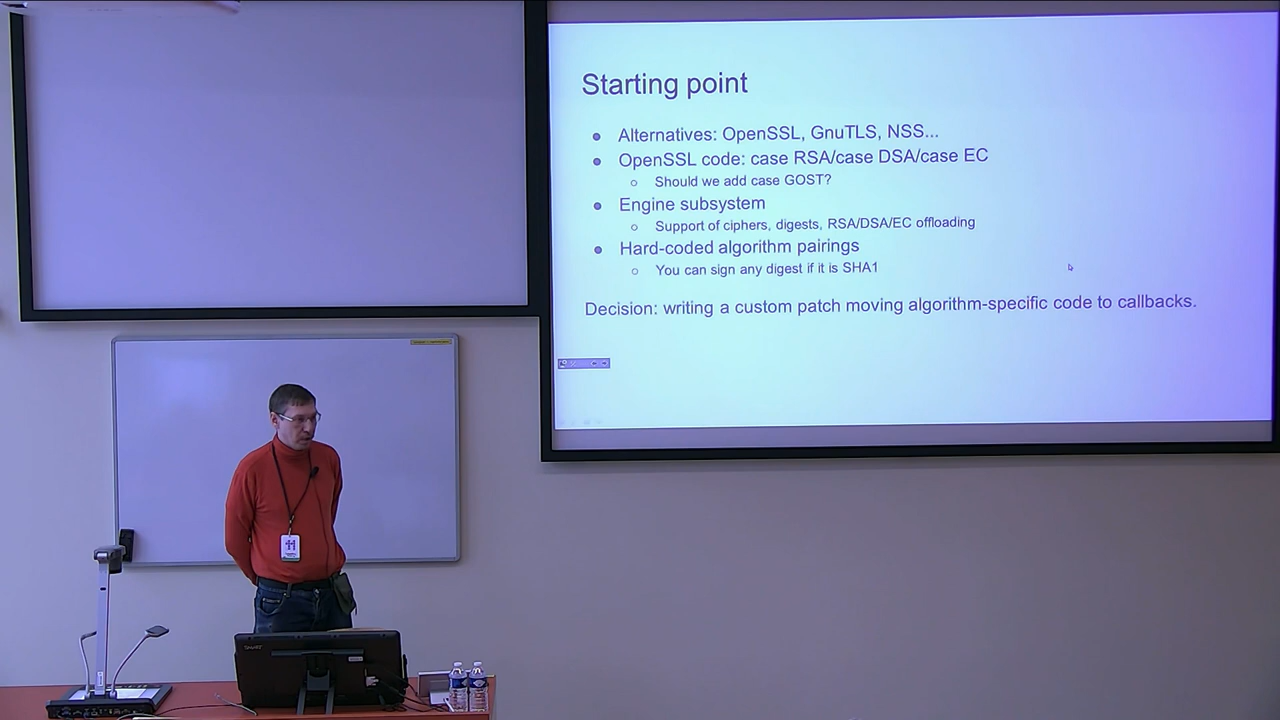 Starting point
Alternatives: OpenSSL, GnuTLS, NSS...
OpenSSL code: case RSA/case DSA/case EC
Should we add case GOST?
Engine subsystem
Support of ciphers, digests, RSA/DSA/EC offloading
Hard-coded algorithm pairings
You can sign any digest if it is SHA1
Decision: writing a custom patch moving algorithm-specific code to callbacks.